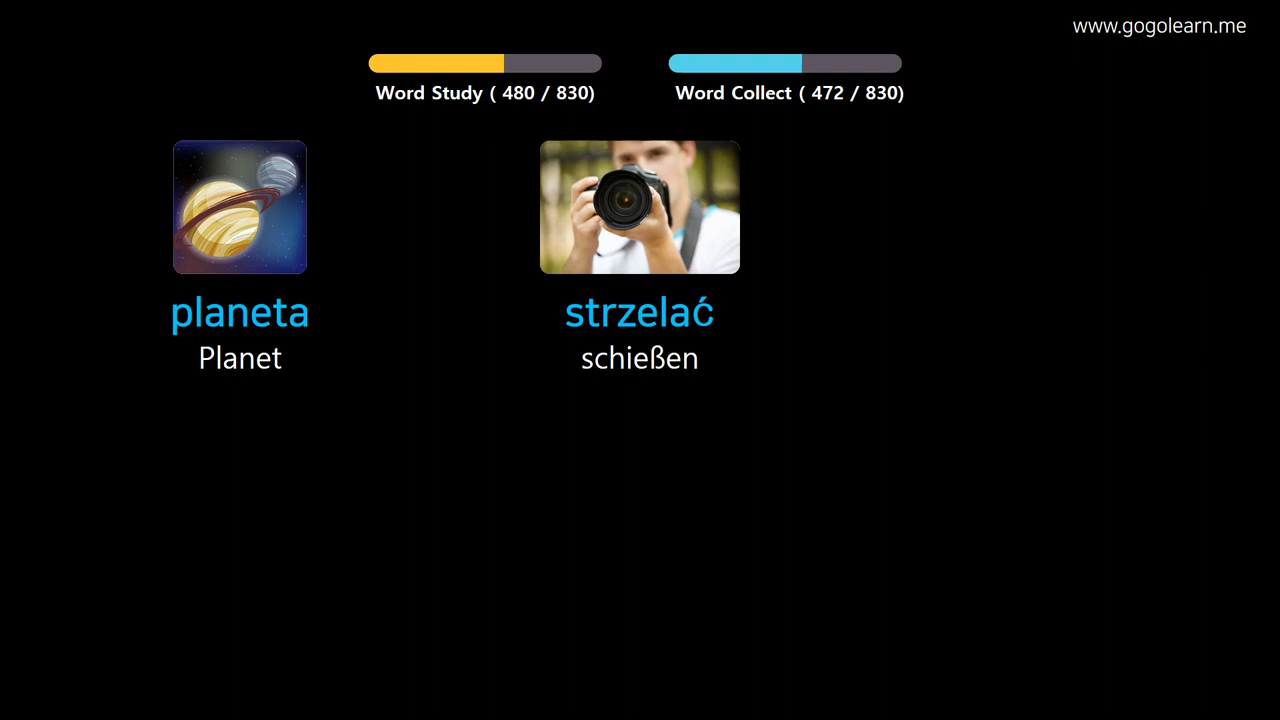 www.gogolearn.me
Word Study ( 480 / 830)
Word Collect ( 472 / 830)
planeta
Planet
strzelać
schießen